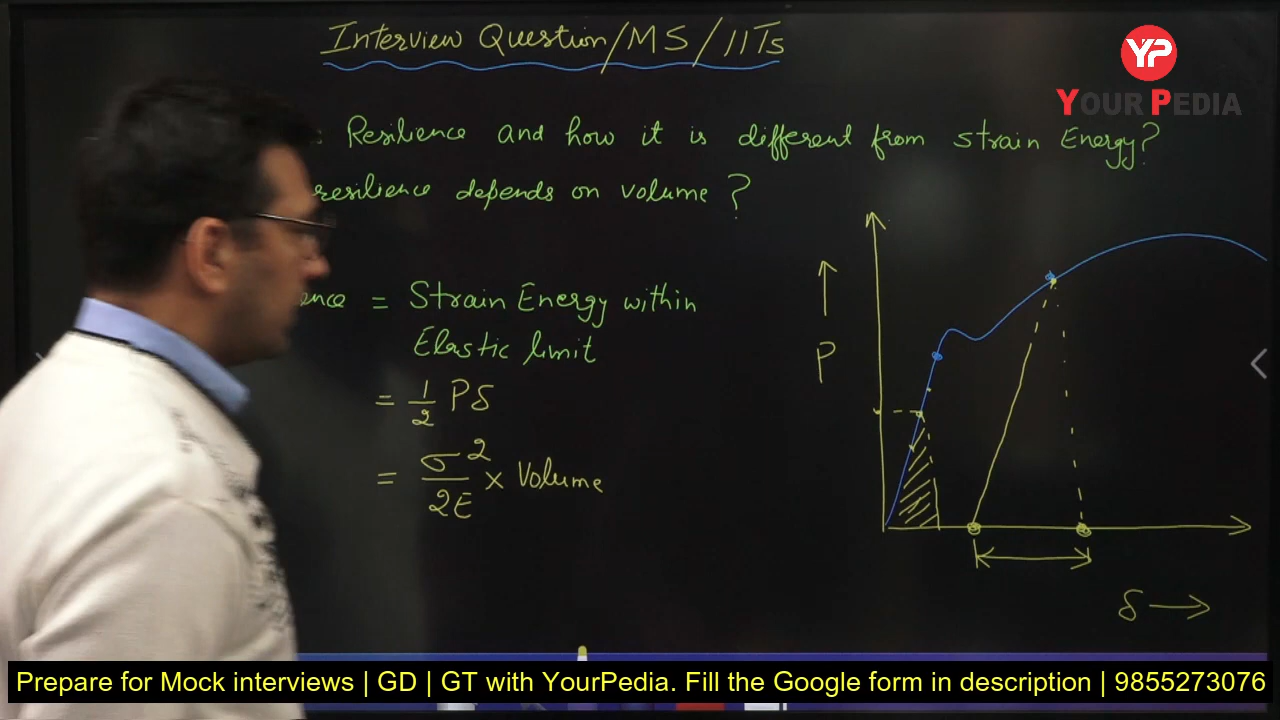 Interview Question/MS/IITs
YP
YOUR PEDIA
: Resilience and how it is different from strain Energy?
resilience depends on volume ?
ence = Strain Energy within
Elastic limit
= 1/2 Pδ
= σ²/2E × Volume
P
δ →
Prepare for Mock interviews | GD | GT with YourPedia. Fill the Google form in description | 9855273076